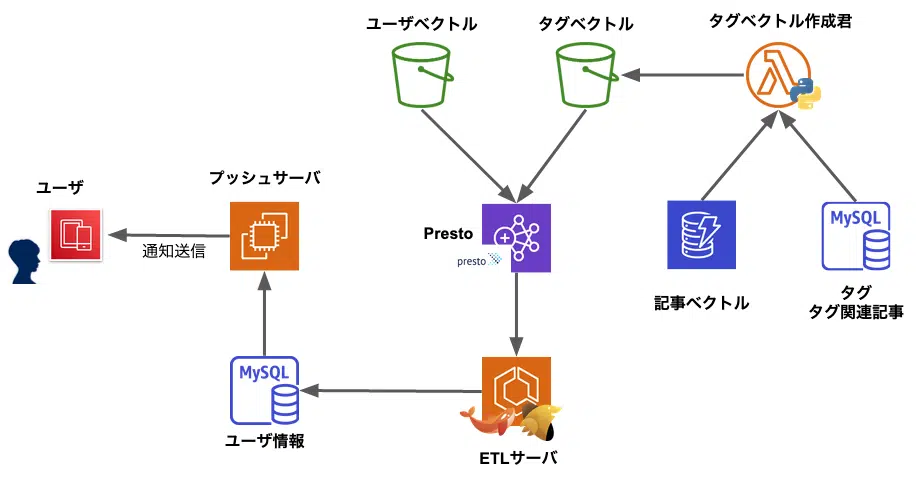 ユーザベクトル
タグベクトル
タグベクトル作成君
ユーザ
プッシュサーバ
通知送信
Presto
presto
記事ベクトル
MySQL
タグ
タグ関連記事
MySQL
ユーザ情報
ETLサーバ